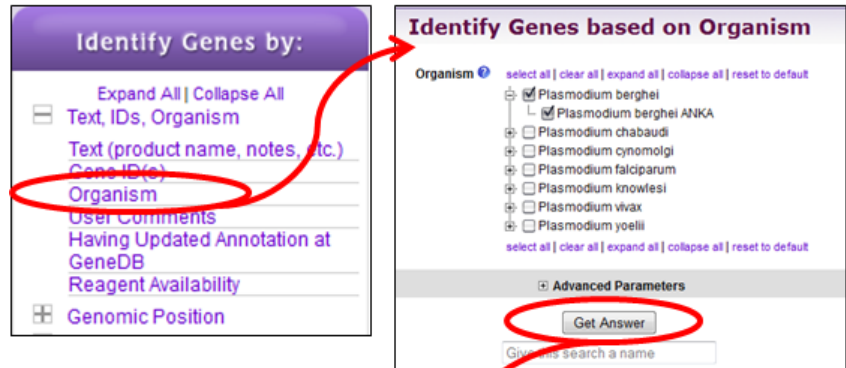 Identify Genes by:
Expand All | Collapse All
Text, IDs, Organism
Text (product name, notes, etc.)
Gene ID(s)
Organism
User Comments
Having Updated Annotation at
GeneDB
Reagent Availability
Genomic Position
Identify Genes based on Organism
Organism
select all | clear all | expand all | collapse all | reset to default
Plasmodium berghei
Plasmodium berghei ANKA
Plasmodium chabaudi
Plasmodium cynomolgi
Plasmodium falciparum
Plasmodium knowlesi
Plasmodium vivax
Plasmodium yoelii
select all | clear all | expand all | collapse all | reset to default
Advanced Parameters
Get Answer
Give this search a name